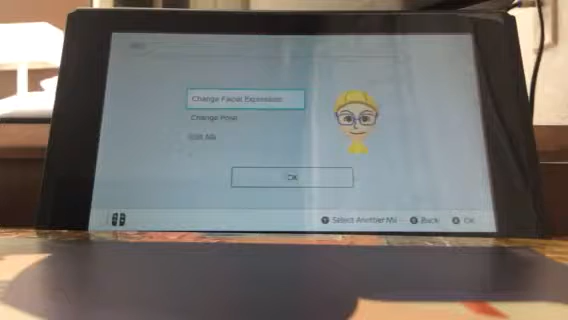 Change Facial Expression
Change Pose
Edit Mii
OK
Select Another Mii
Back
OK